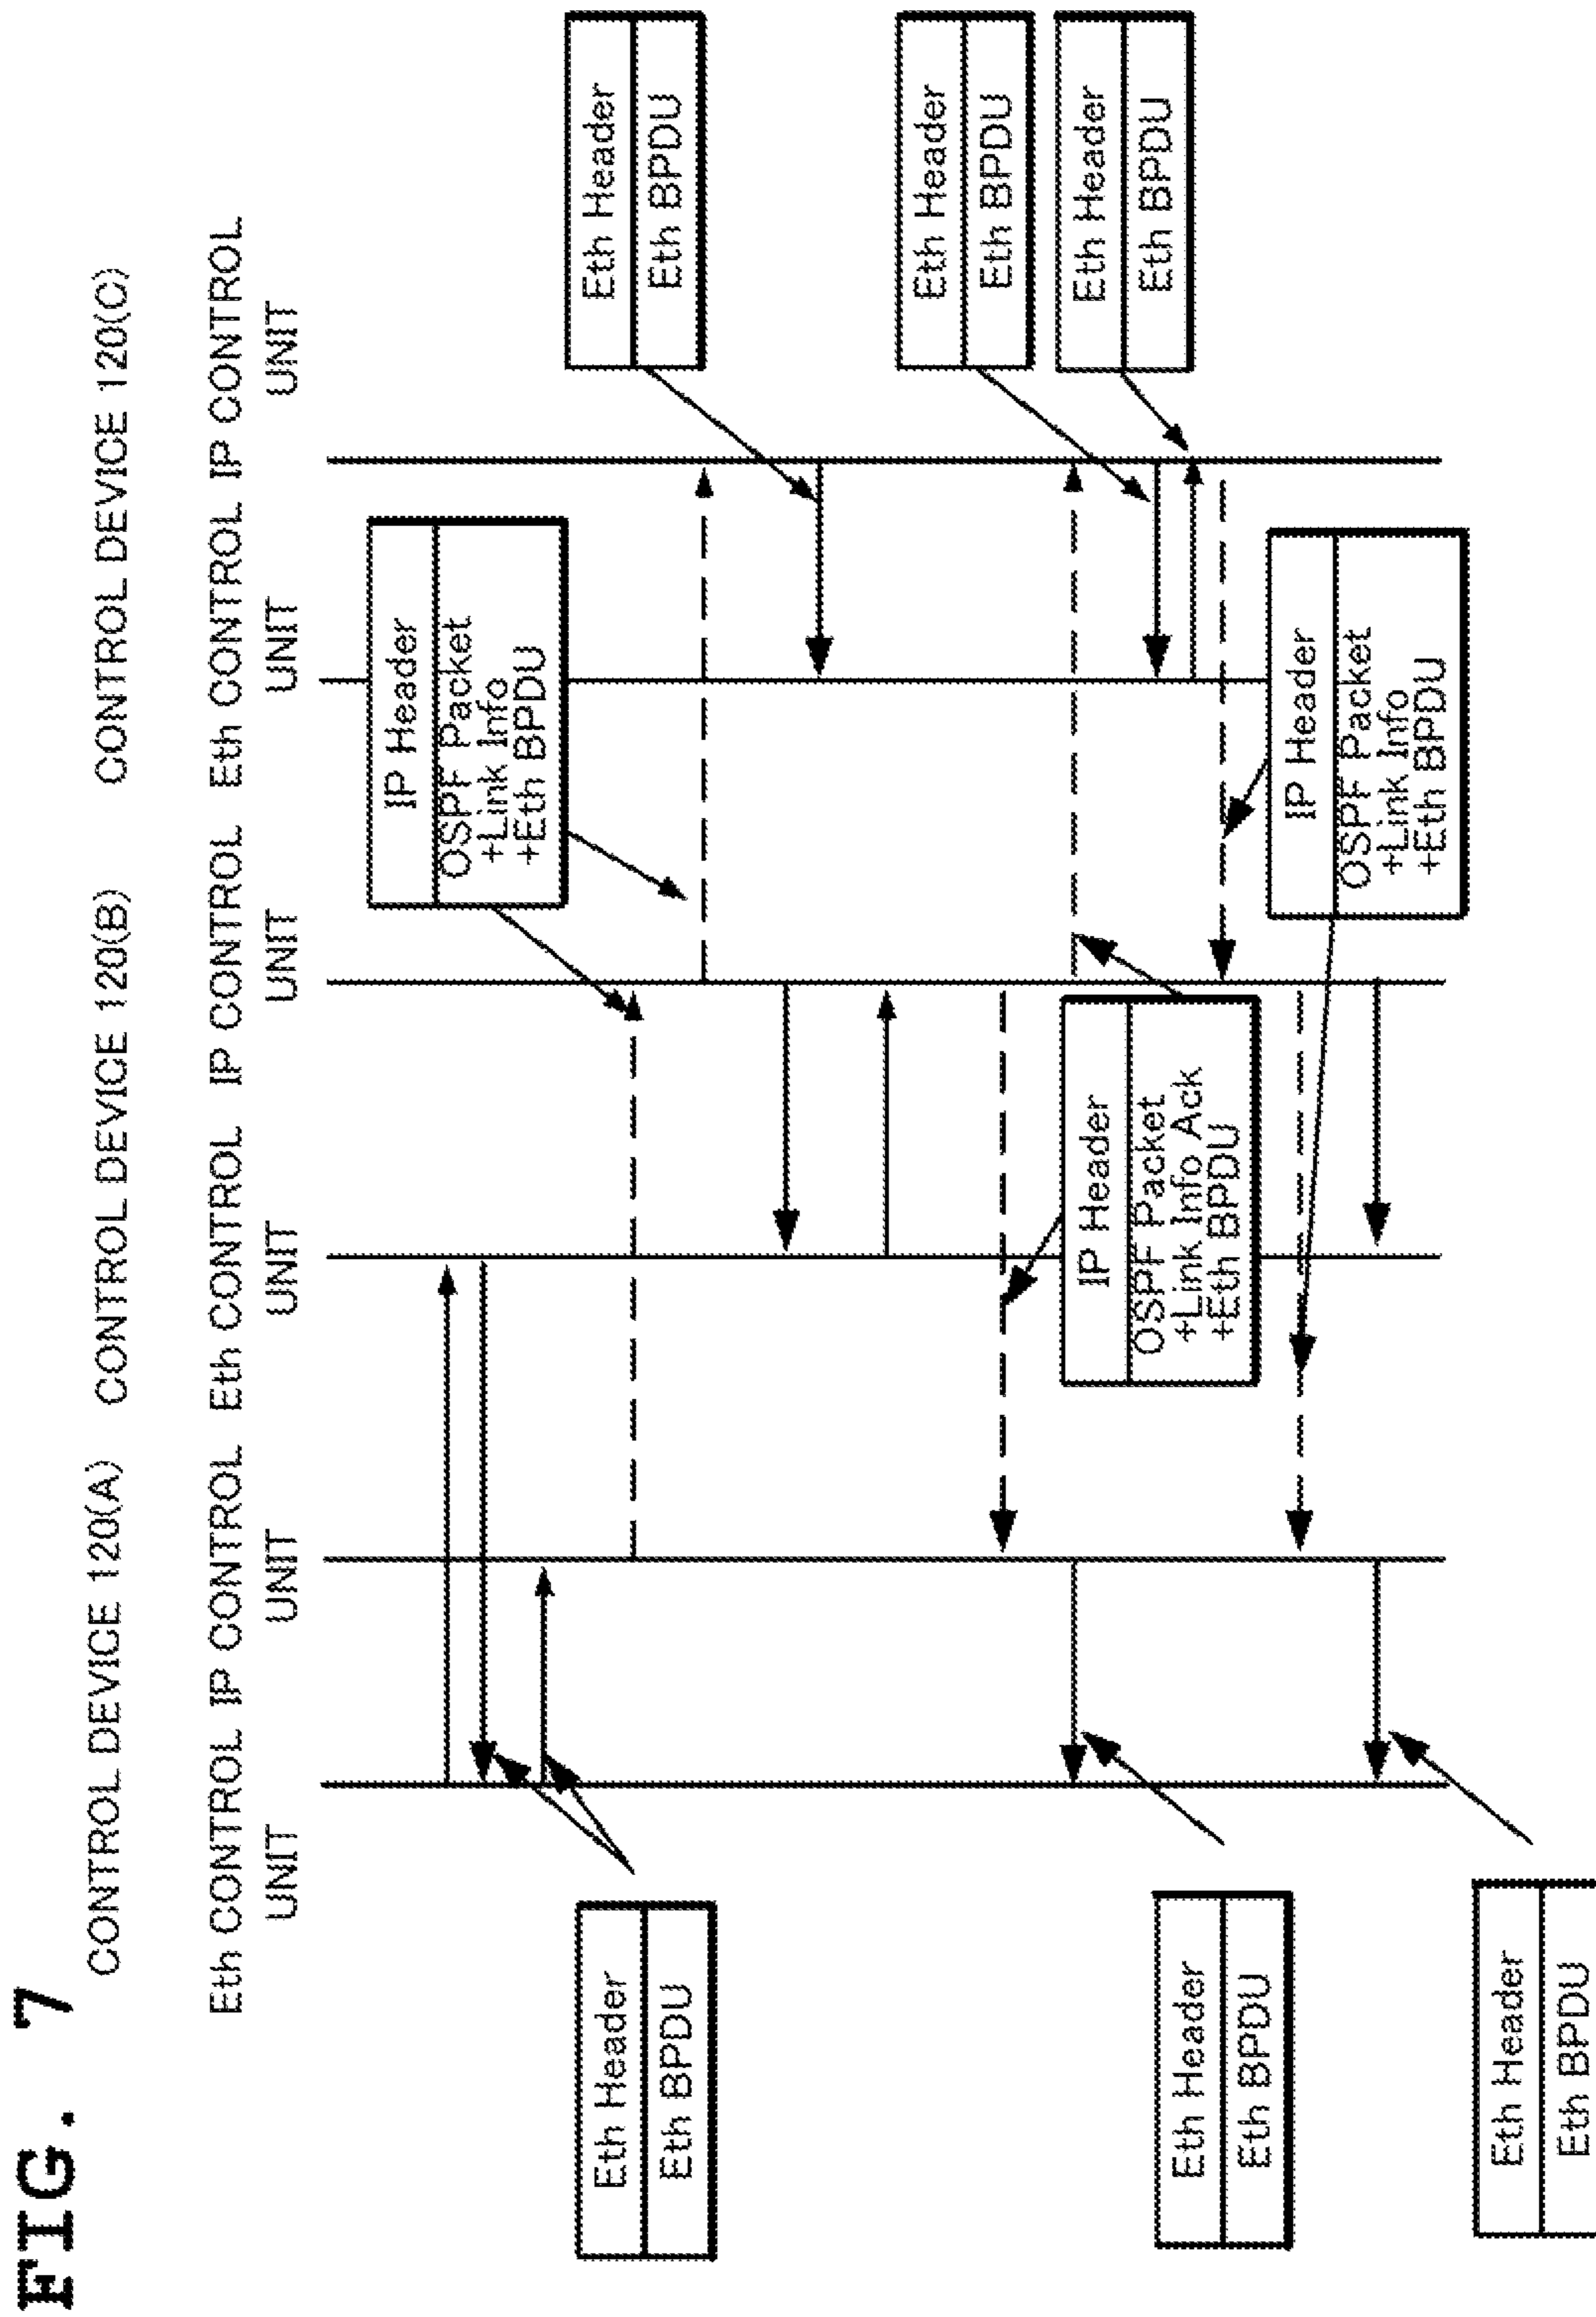 FIG. 7
CONTROL DEVICE 120(A)
CONTROL DEVICE 120(B)
CONTROL DEVICE 120(C)
Eth CONTROL
UNIT
IP CONTROL
UNIT
Eth CONTROL
UNIT
IP CONTROL
UNIT
Eth CONTROL
UNIT
IP CONTROL
UNIT
IP Header
OSPF Packet
+Link Info
+Eth BPDU
Eth Header
Eth BPDU
Eth Header
Eth BPDU
Eth Header
Eth BPDU
Eth Header
Eth BPDU
IP Header
OSPF Packet
+Link Info Ack
+Eth BPDU
Eth Header
Eth BPDU
IP Header
OSPF Packet
+Link Info
+Eth BPDU
Eth Header
Eth BPDU